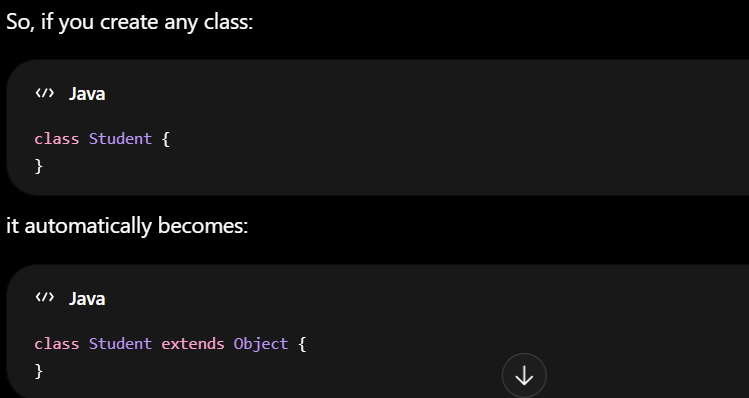 So, if you create any class:
</> Java
class Student {
}
it automatically becomes:
</> Java
class Student extends Object {
}